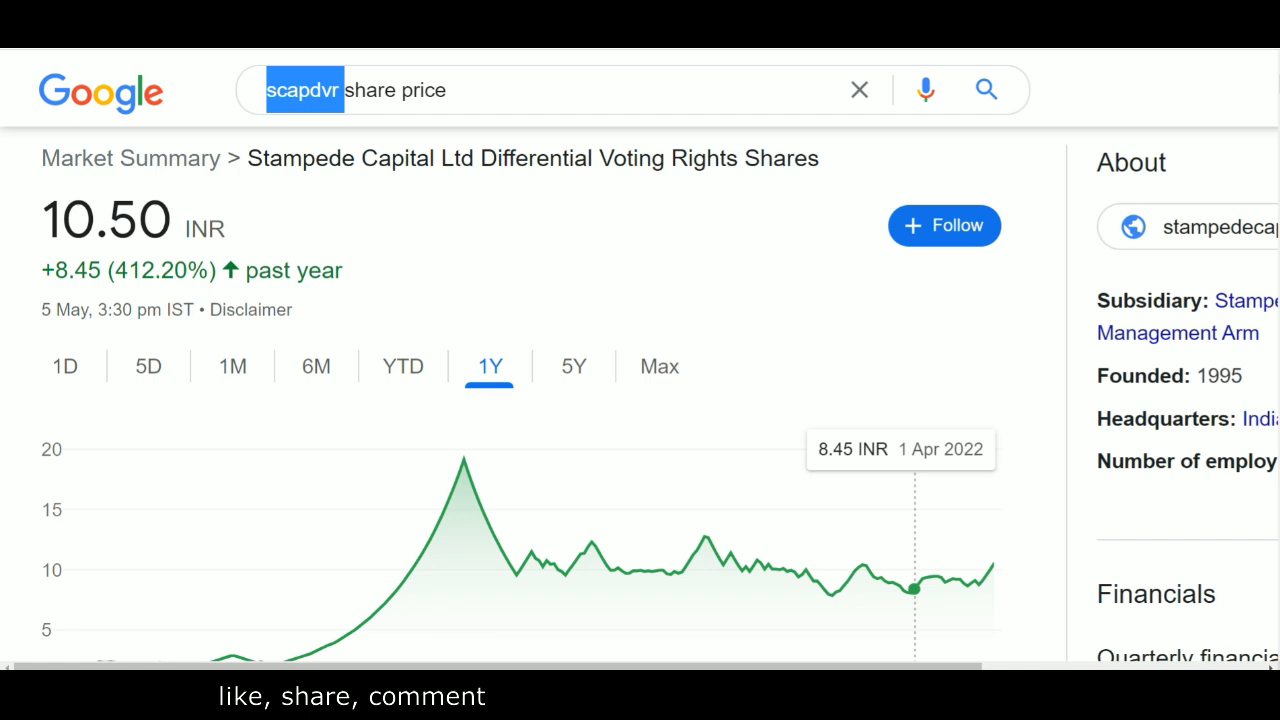 Google
scapdvr share price
Market Summary > Stampede Capital Ltd Differential Voting Rights Shares
10.50 INR
+ Follow
+8.45 (412.20%) ↑ past year
5 May, 3:30 pm IST • Disclaimer
1D 5D 1M 6M YTD 1Y 5Y Max
8.45 INR 1 Apr 2022
20
15
10
5
About
stampedecap
Subsidiary: Stampe
Management Arm
Founded: 1995
Headquarters: India
Number of employ
Financials
Quarterly financia
like, share, comment